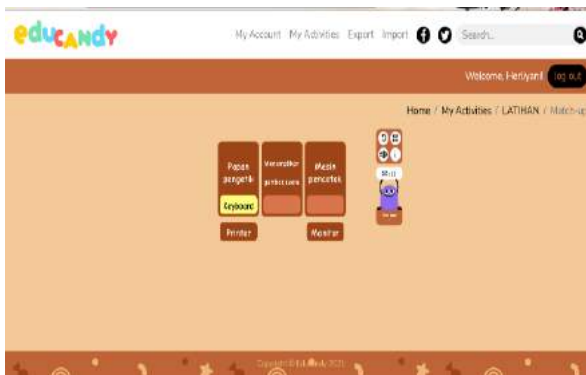 educandy
My Account My Activities Export Import Search...
Welcome, Herliyani! log out
Home / My Activities / LATIHAN / Match-up
Papan
pengetik
Mesin
pencetak
Keyboard
Printer
Monitor